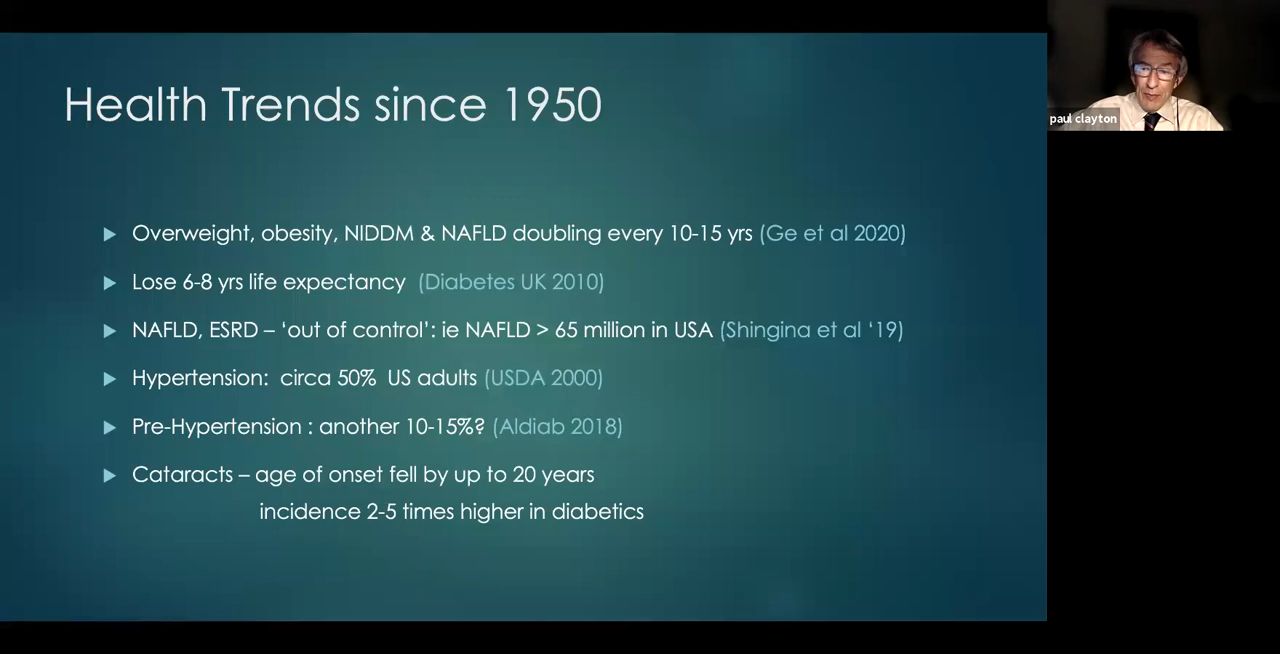 Health Trends since 1950
Overweight, obesity, NIDDM & NAFLD doubling every 10-15 yrs (Ge et al 2020)
Lose 6-8 yrs life expectancy (Diabetes UK 2010)
NAFLD, ESRD – ‘out of control’: ie NAFLD > 65 million in USA (Shingina et al ‘19)
Hypertension: circa 50% US adults (USDA 2000)
Pre-Hypertension : another 10-15%? (Aldiab 2018)
Cataracts – age of onset fell by up to 20 years
incidence 2-5 times higher in diabetics
paul clayton